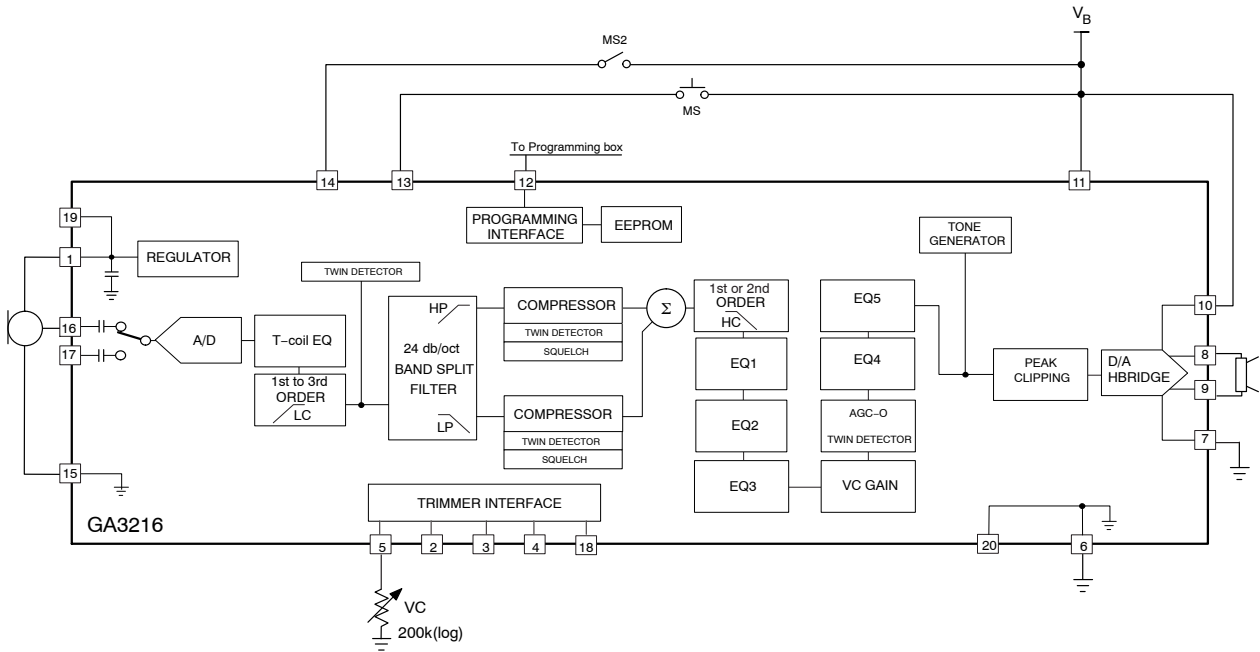 V_B
MS2
MS
To Programming box
14
13
12
11
19
PROGRAMMING
INTERFACE
EEPROM
TONE
GENERATOR
1
REGULATOR
TWIN DETECTOR
HP
24 db/oct
BAND SPLIT
FILTER
LP
COMPRESSOR
TWIN DETECTOR
SQUELCH
Σ
1st or 2nd
ORDER
HC
EQ5
10
16
A/D
T-coil EQ
EQ1
EQ4
PEAK
CLIPPING
D/A
HBRIDGE
8
17
1st to 3rd
ORDER
LC
9
COMPRESSOR
TWIN DETECTOR
SQUELCH
EQ2
AGC-O
TWIN DETECTOR
7
15
EQ3
VC GAIN
TRIMMER INTERFACE
GA3216
5
2
3
4
18
20
6
VC
200k(log)